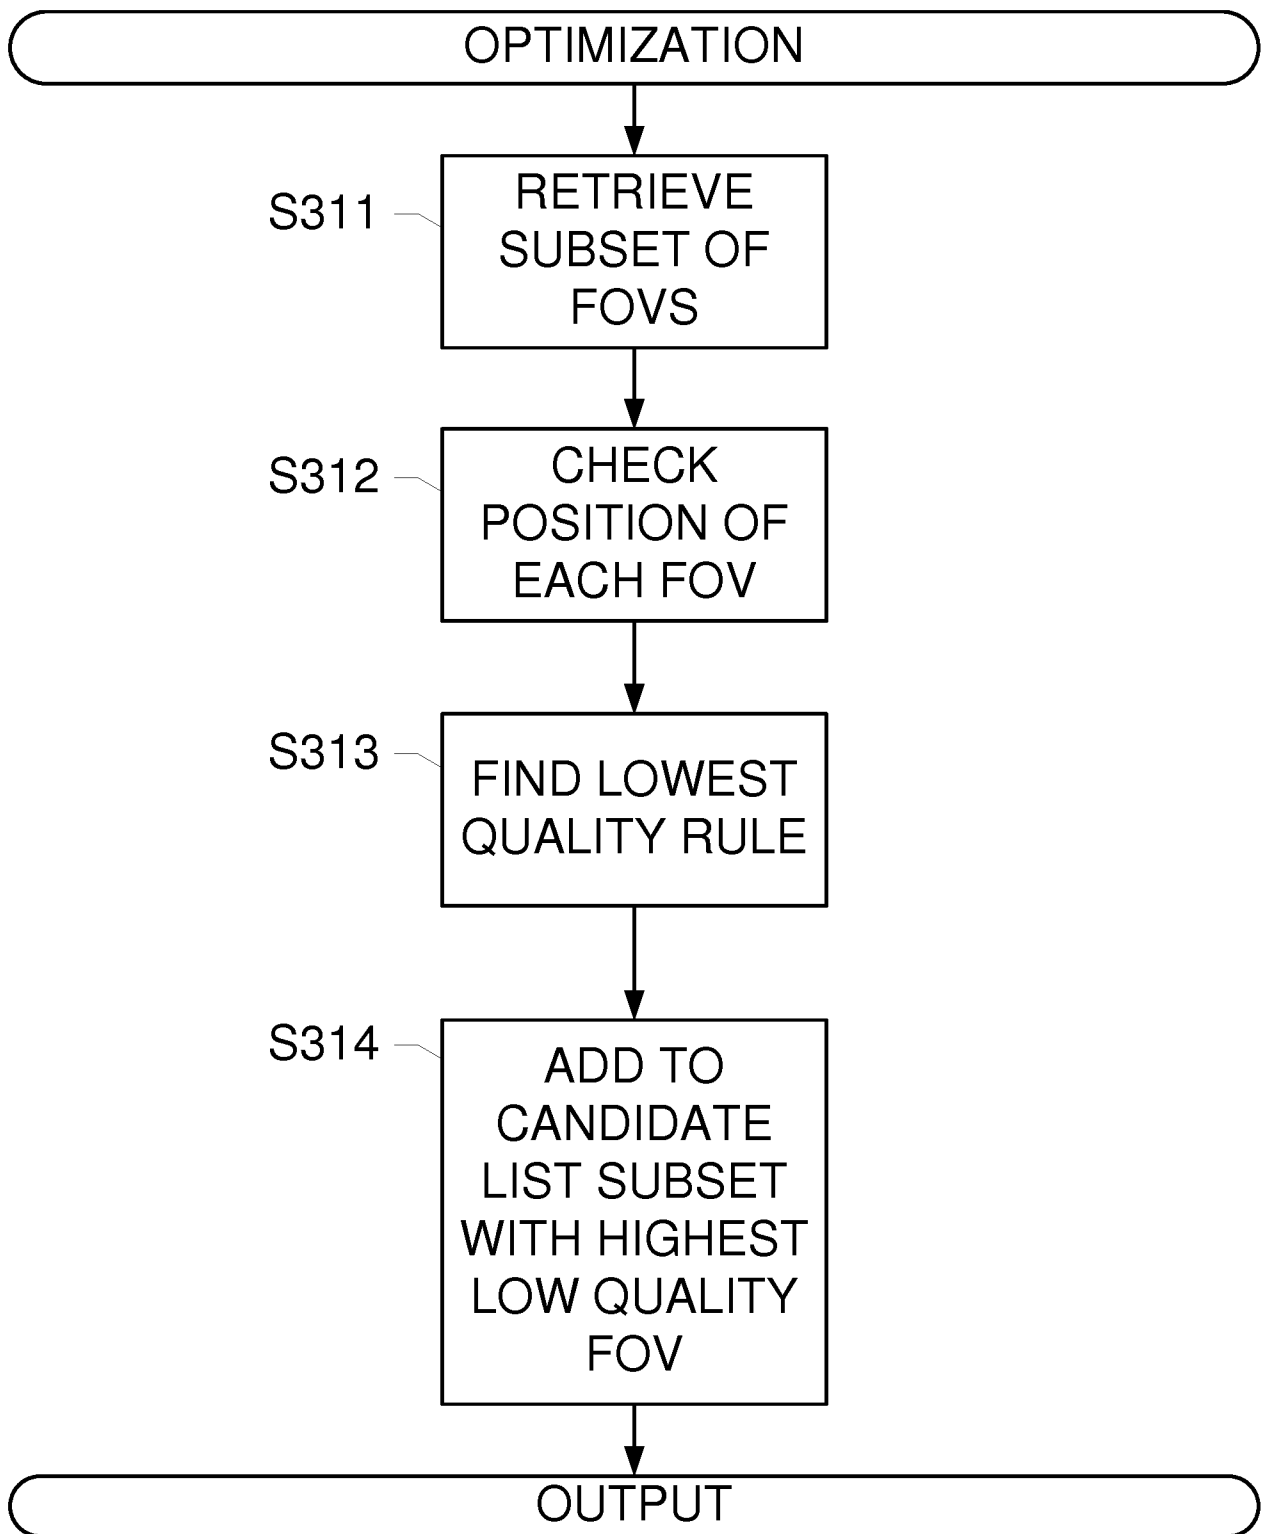 OPTIMIZATION
S311
RETRIEVE
SUBSET OF
FOVS
S312
CHECK
POSITION OF
EACH FOV
S313
FIND LOWEST
QUALITY RULE
S314
ADD TO
CANDIDATE
LIST SUBSET
WITH HIGHEST
LOW QUALITY
FOV
OUTPUT